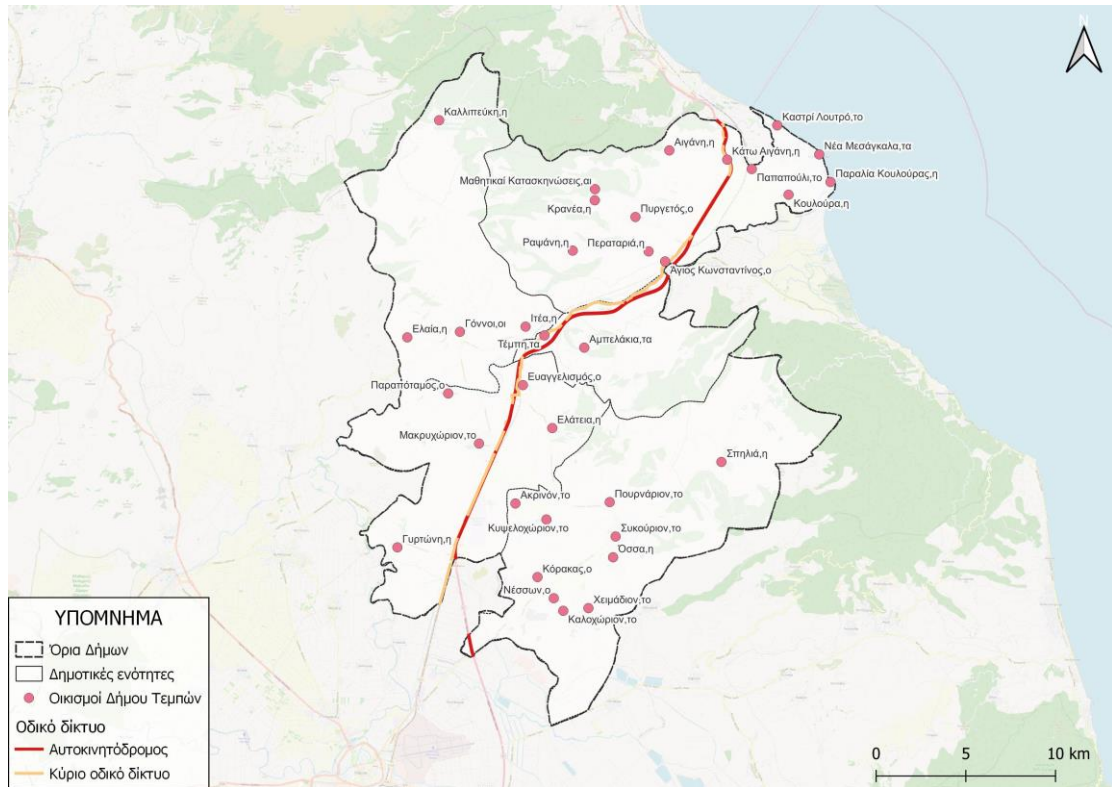 N
Καλλιπεύκη,η
Καστρί Λουτρό,το
Αιγάνη,η
Κάτω Αιγάνη,η
Νέα Μεσάγκαλα,τα
Παπαπούλι,το
Παραλία Κουλούρας,η
Μαθητικαί Κατασκηνώσεις,αι
Κρανέα,η
Κουλούρα,η
Πυργετός,ο
Ραψάνη,η
Περαταριά,η
Άγιος Κωνσταντίνος,ο
Ιτέα,η
Ελαία,η
Γόννοι,οι
Τέμπη,τα
Αμπελάκια,τα
Ευαγγελισμός,ο
Παραπόταμος,ο
Ελάτεια,η
Μακρυχώριον,το
Σπηλιά,η
Ακρινόν,το
Πουρνάριον,το
Κυψελοχώριον,το
Συκούριον,το
Γυρτώνη,η
Όσσα,η
Κόρακας,ο
Νέσσων,ο
Χειμάδιον,το
Καλοχώριον,το
ΥΠΟΜΝΗΜΑ
Όρια Δήμων
Δημοτικές ενότητες
Οικισμοί Δήμου Τεμπών
Οδικό δίκτυο
Αυτοκινητόδρομος
Κύριο οδικό δίκτυο
0 5 10 km